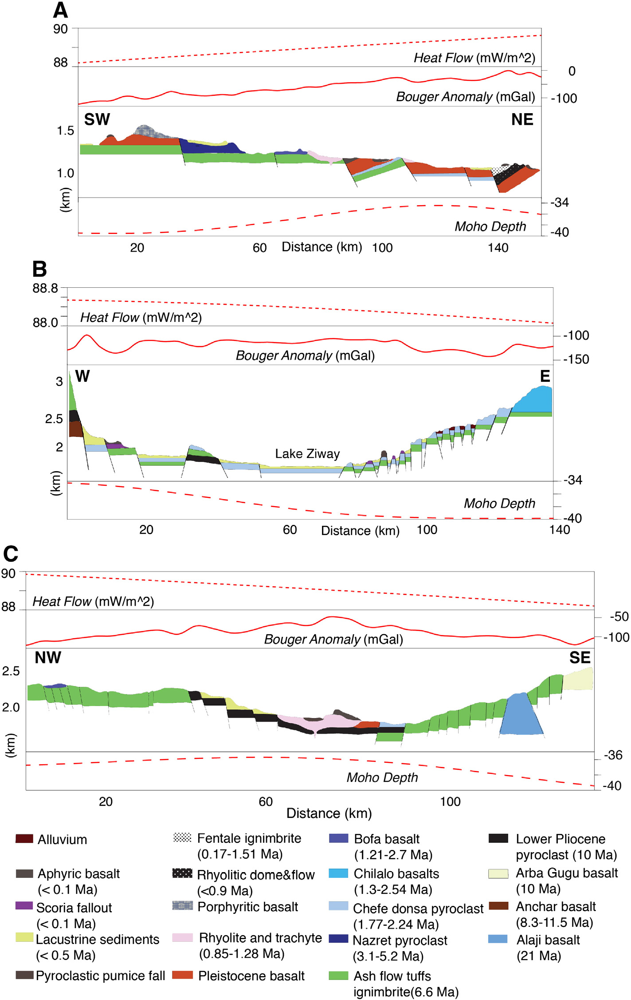 A
90
88
Heat Flow (mW/m^2)
0
-100
Bouger Anomaly (mGal)
SW
NE
1.5
1.0
(km)
-34
-40
Moho Depth
20
60
Distance (km)
100
140
B
88.8
88.0
Heat Flow (mW/m^2)
-100
-150
Bouger Anomaly (mGal)
W
E
3
2.5
2
(km)
Lake Ziway
-34
-40
Moho Depth
20
60
Distance (km)
100
140
C
90
88
Heat Flow (mW/m^2)
-50
-100
Bouger Anomaly (mGal)
NW
SE
2.5
2.0
(km)
-36
-40
Moho Depth
20
60
100
Distance (km)
Alluvium
Aphyric basalt
(< 0.1 Ma)
Scoria fallout
(< 0.1 Ma)
Lacustrine sediments
(< 0.5 Ma)
Pyroclastic pumice fall
Fentale ignimbrite
(0.17-1.51 Ma)
Rhyolitic dome&flow
(<0.9 Ma)
Porphyritic basalt
Rhyolite and trachyte
(0.85-1.28 Ma)
Pleistocene basalt
Bofa basalt
(1.21-2.7 Ma)
Chilalo basalts
(1.3-2.54 Ma)
Chefe donsa pyroclast
(1.77-2.24 Ma)
Nazret pyroclast
(3.1-5.2 Ma)
Ash flow tuffs
ignimbrite(6.6 Ma)
Lower Pliocene
pyroclast (10 Ma)
Arba Gugu basalt
(10 Ma)
Anchar basalt
(8.3-11.5 Ma)
Alaji basalt
(21 Ma)